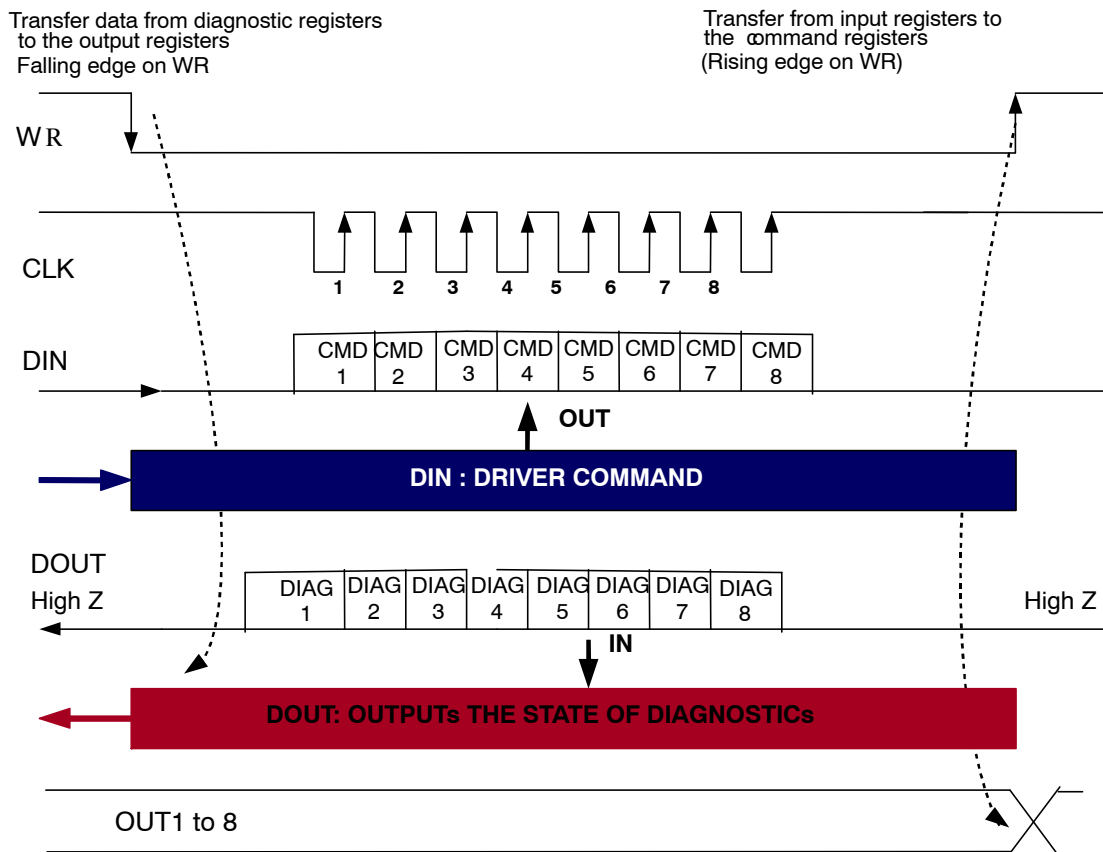 Transfer data from diagnostic registers
to the output registers
Falling edge on WR
Transfer from input registers to
the command registers
(Rising edge on WR)
WR
CLK
1 2 3 4 5 6 7 8
DIN
CMD CMD CMD CMD CMD CMD CMD CMD
1 2 3 4 5 6 7 8
OUT
DIN : DRIVER COMMAND
DOUT
High Z
DIAG DIAG DIAG DIAG DIAG DIAG DIAG DIAG
1 2 3 4 5 6 7 8
High Z
IN
DOUT: OUTPUTs THE STATE OF DIAGNOSTICs
OUT1 to 8